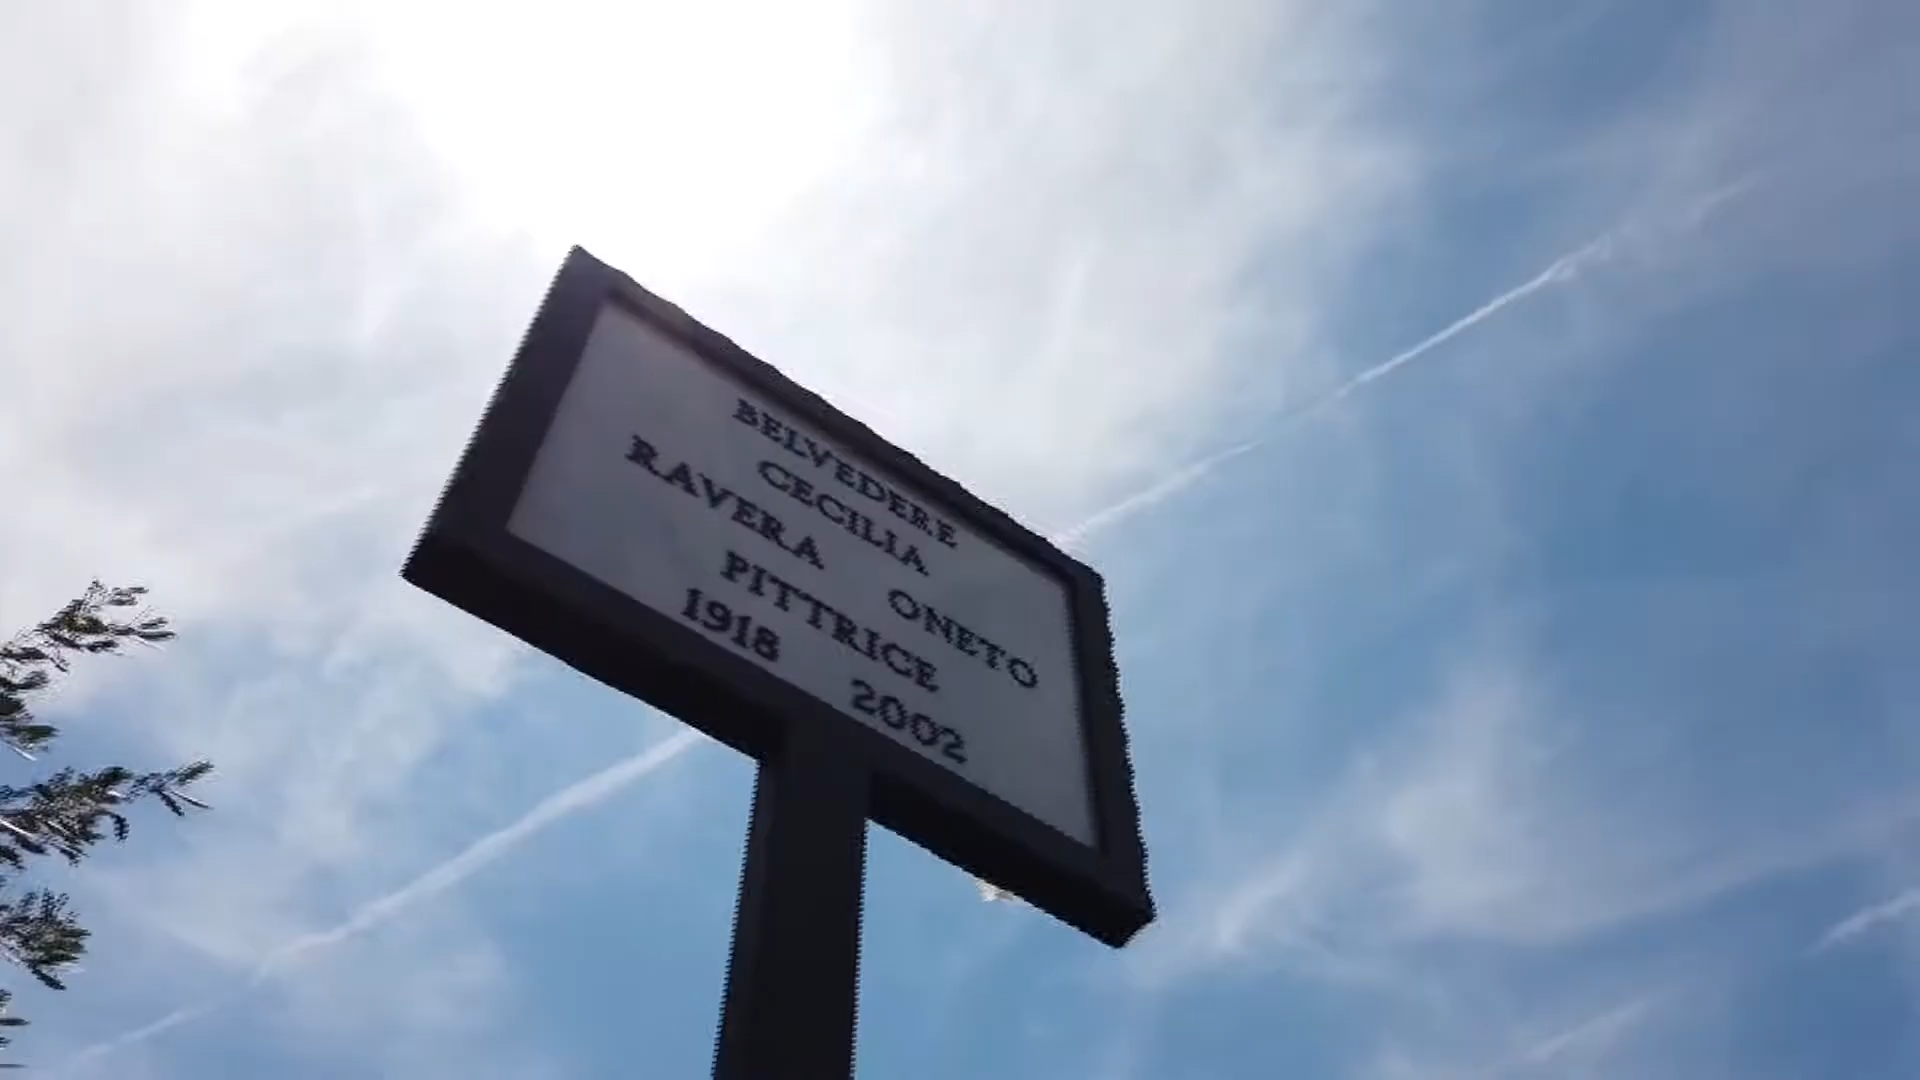 BELVEDERE
CECILIA
RAVERA ONETO
PITTRICE
1918 2002